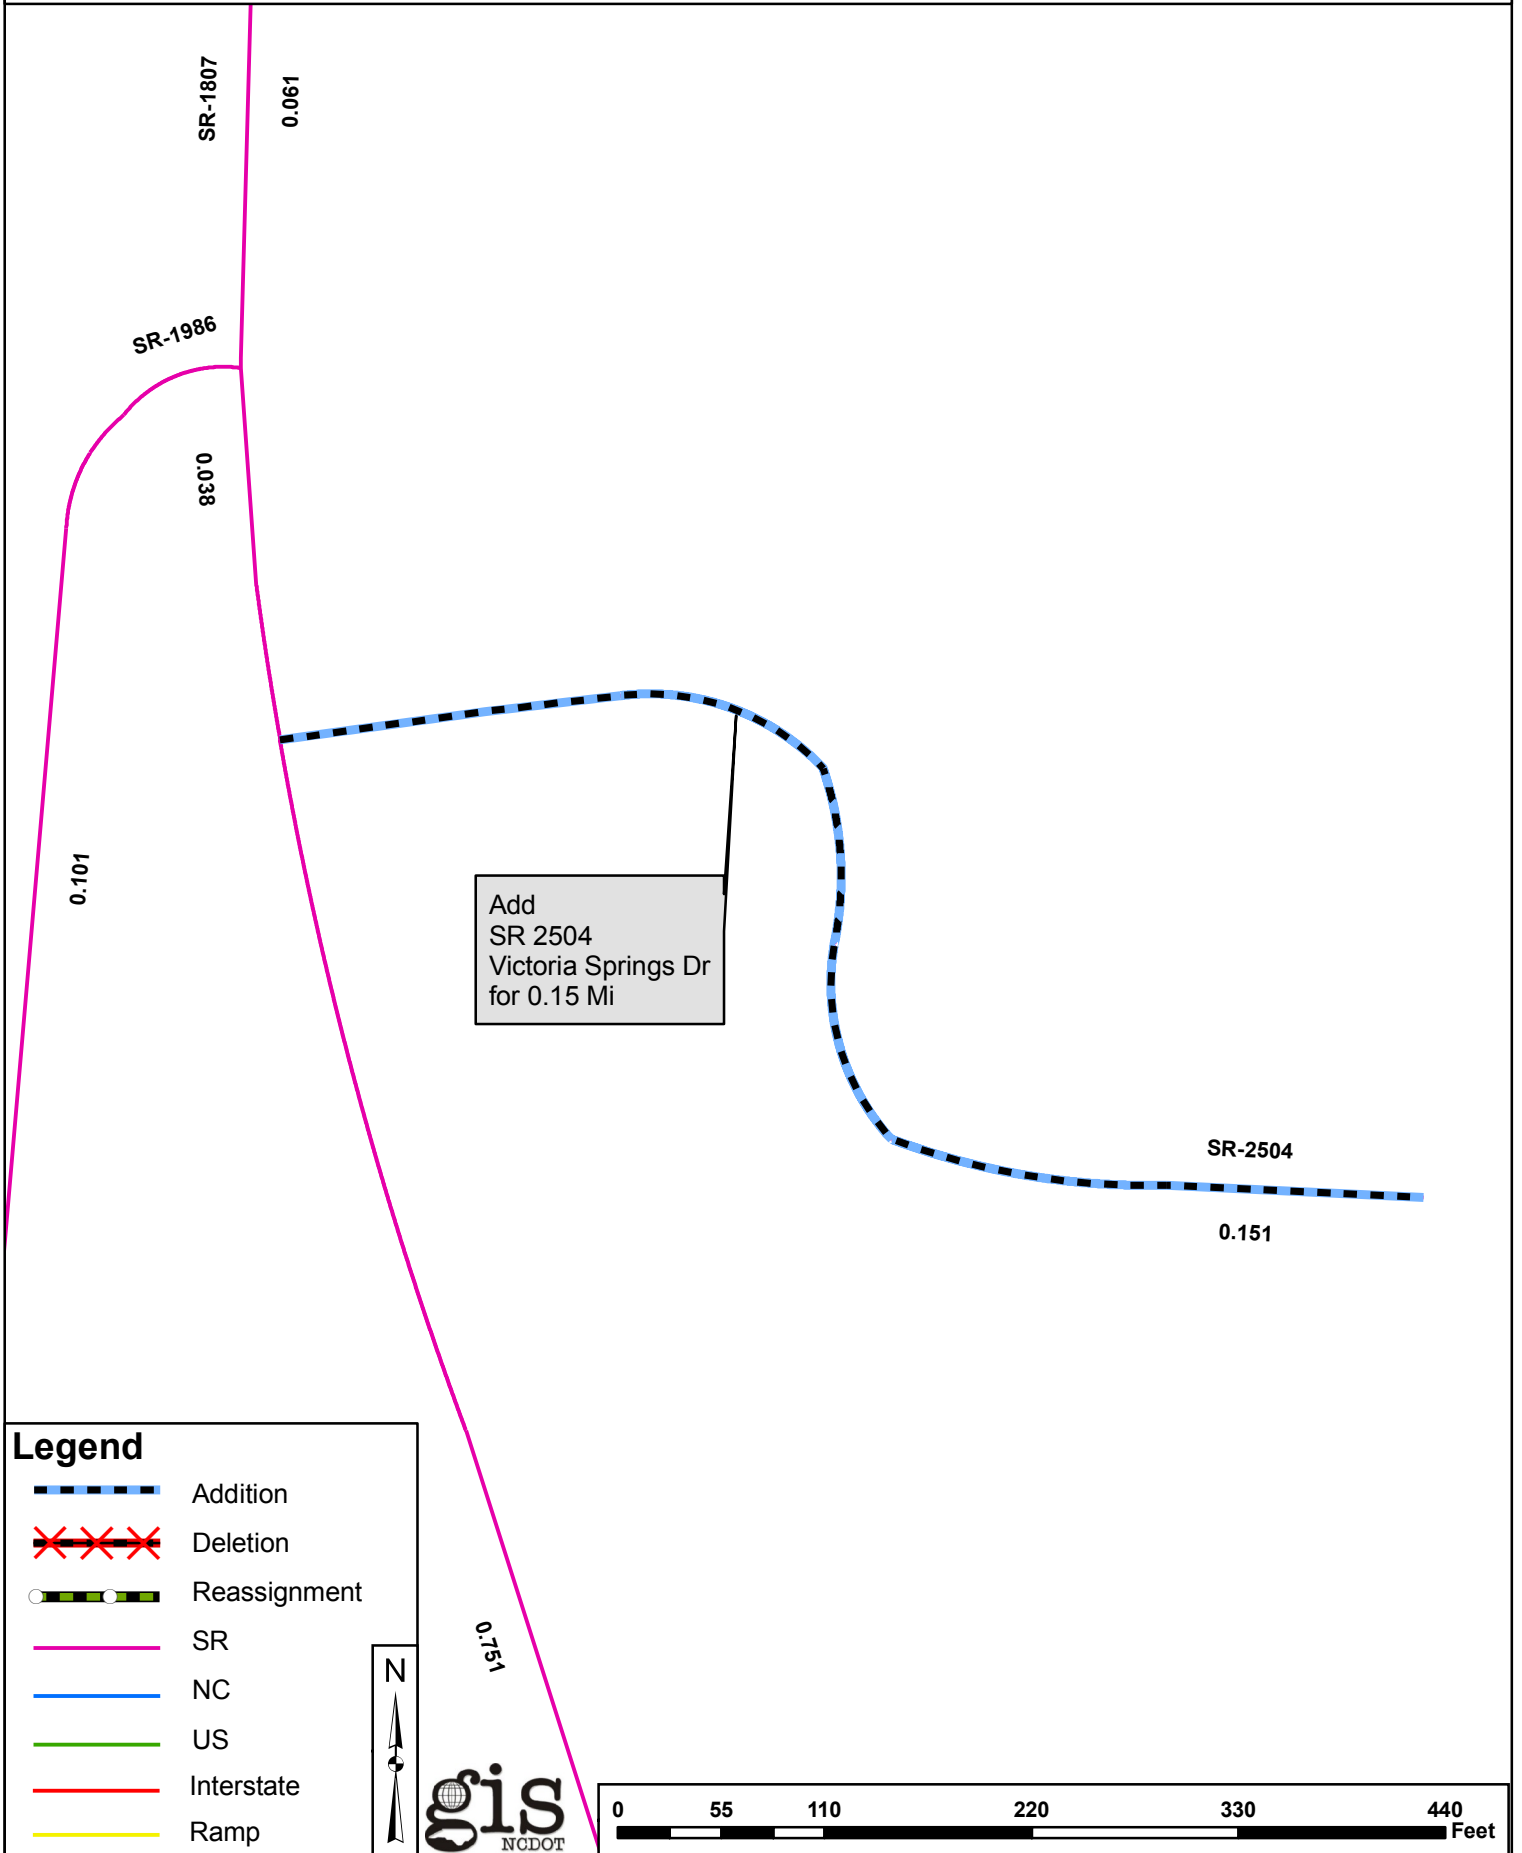 SR-1807
0.061
SR-1986
0.038
0.101
Add
SR 2504
Victoria Springs Dr
for 0.15 Mi
SR-2504
0.151
0.751
Legend
Addition
Deletion
Reassignment
SR
NC
US
Interstate
Ramp
N
gis
NCDOT
0 55 110 220 330 440
Feet